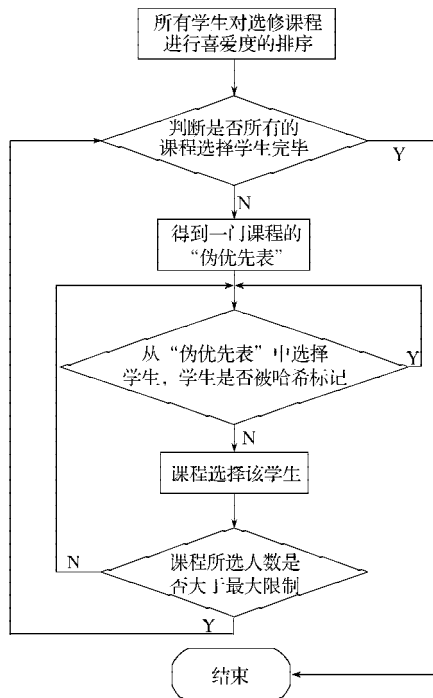 所有学生对选修课程
进行喜爱度的排序
判断是否所有的
课程选择学生完毕
Y
N
得到一门课程的
“伪优先表”
从“伪优先表”中选择
学生，学生是否被哈希标记
Y
N
课程选择该学生
课程所选人数是
否大于最大限制
N
Y
结束